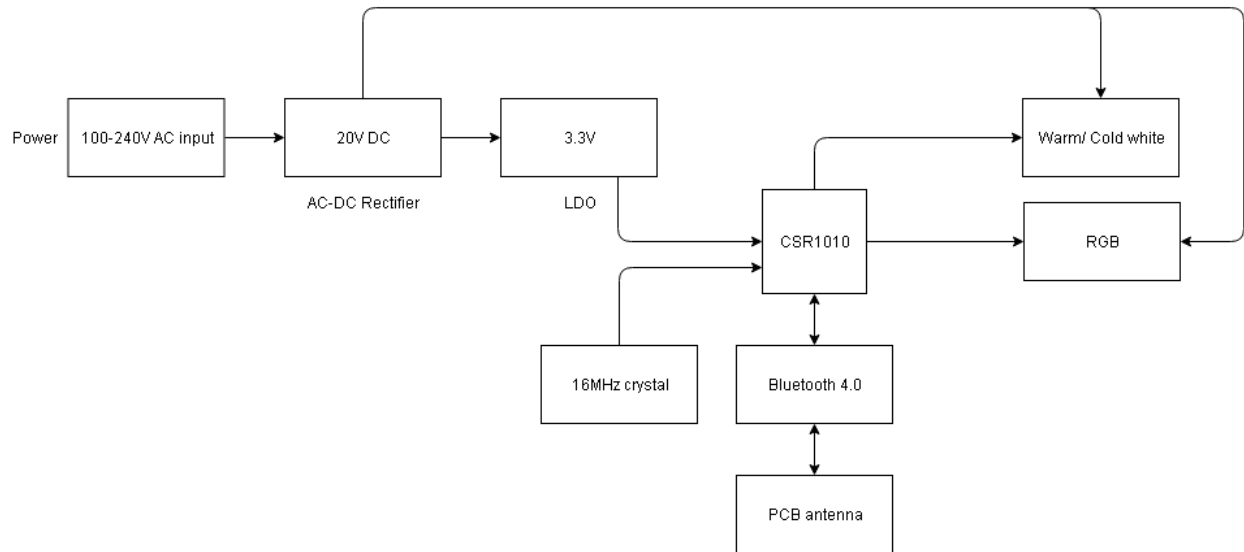 Power
100-240V AC input
20V DC
3.3V
Warm/ Cold white
AC-DC Rectifier
LDO
CSR1010
RGB
16MHz crystal
Bluetooth 4.0
PCB antenna